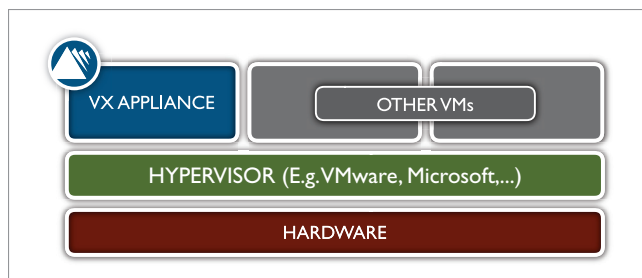 VX APPLIANCE
OTHER VMs
HYPERVISOR (E.g. VMware, Microsoft,...)
HARDWARE